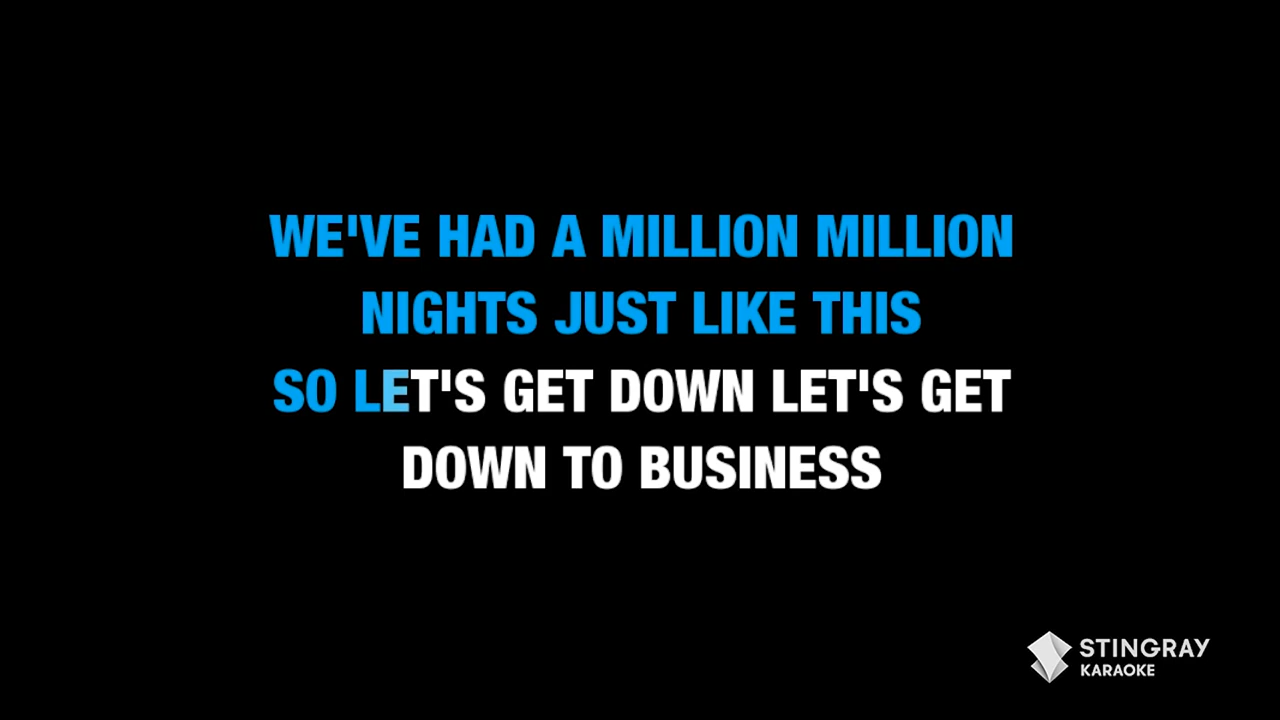 WE'VE HAD A MILLION MILLION
NIGHTS JUST LIKE THIS
SO LET'S GET DOWN LET'S GET
DOWN TO BUSINESS
STINGRAY
KARAOKE